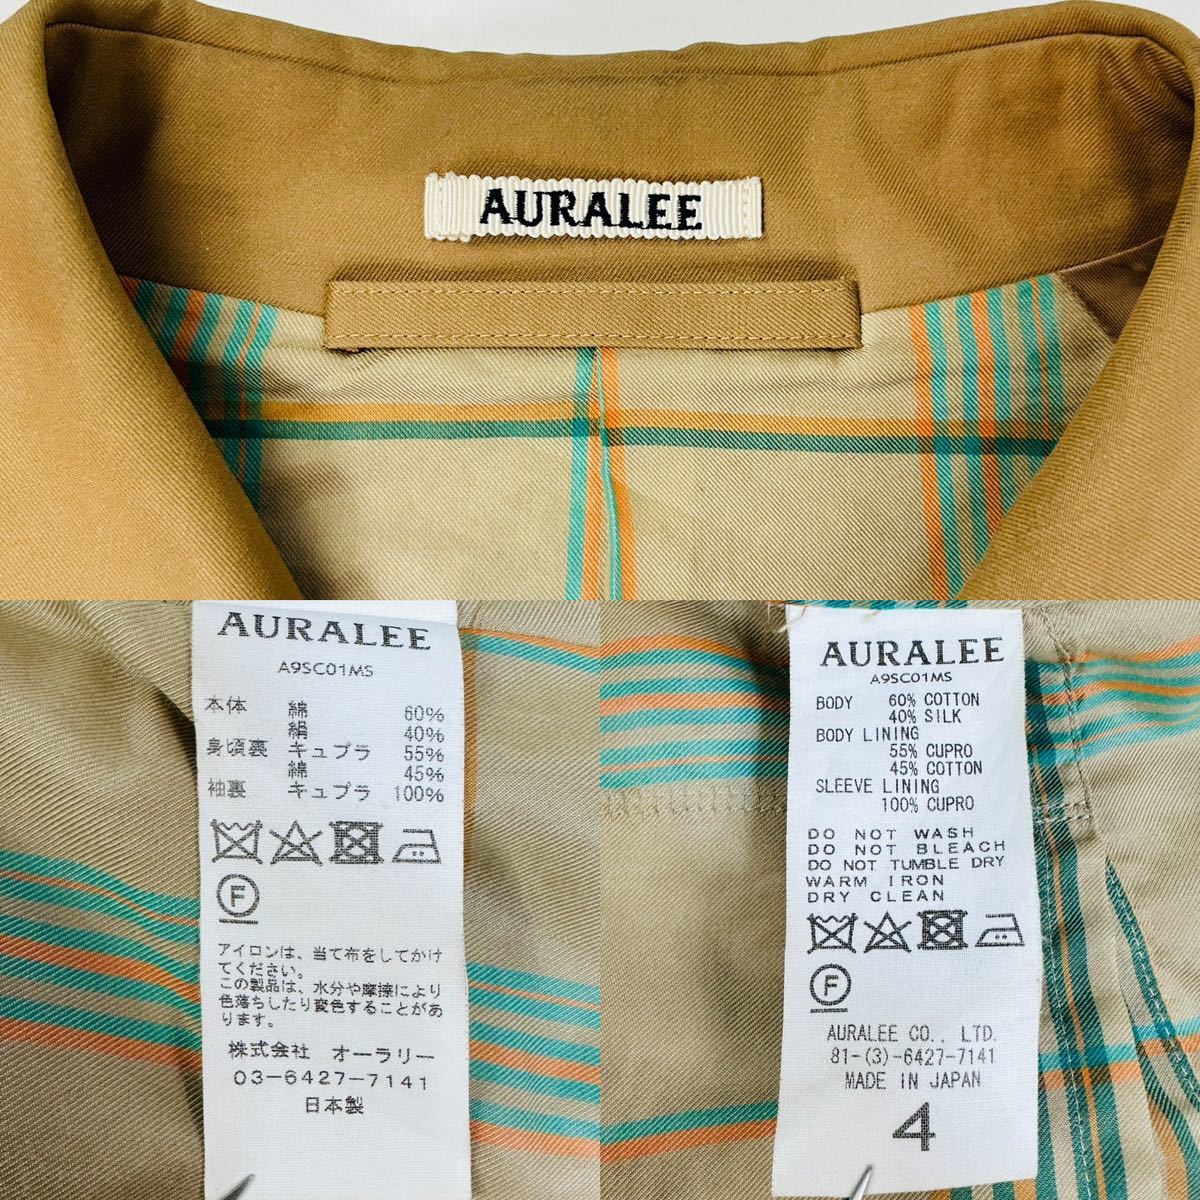 AURALEE
AURALEE
A9SC01MS
本体 綿 60%
絹 40%
身頃裏 キュプラ 55%
綿 45%
袖裏 キュプラ 100%
F
アイロンは、当て布をしてかけ
てください。
この製品は、水分や摩擦により
色落ちしたり変色することがあ
ります。
株式会社 オーラリー
03-6427-7141
日本製
AURALEE
A9SC01MS
BODY 60% COTTON
40% SILK
BODY LINING
55% CUPRO
45% COTTON
SLEEVE LINING
100% CUPRO
DO NOT WASH
DO NOT BLEACH
DO NOT TUMBLE DRY
WARM IRON
DRY CLEAN
F
AURALEE CO., LTD.
81-(3)-6427-7141
MADE IN JAPAN
4